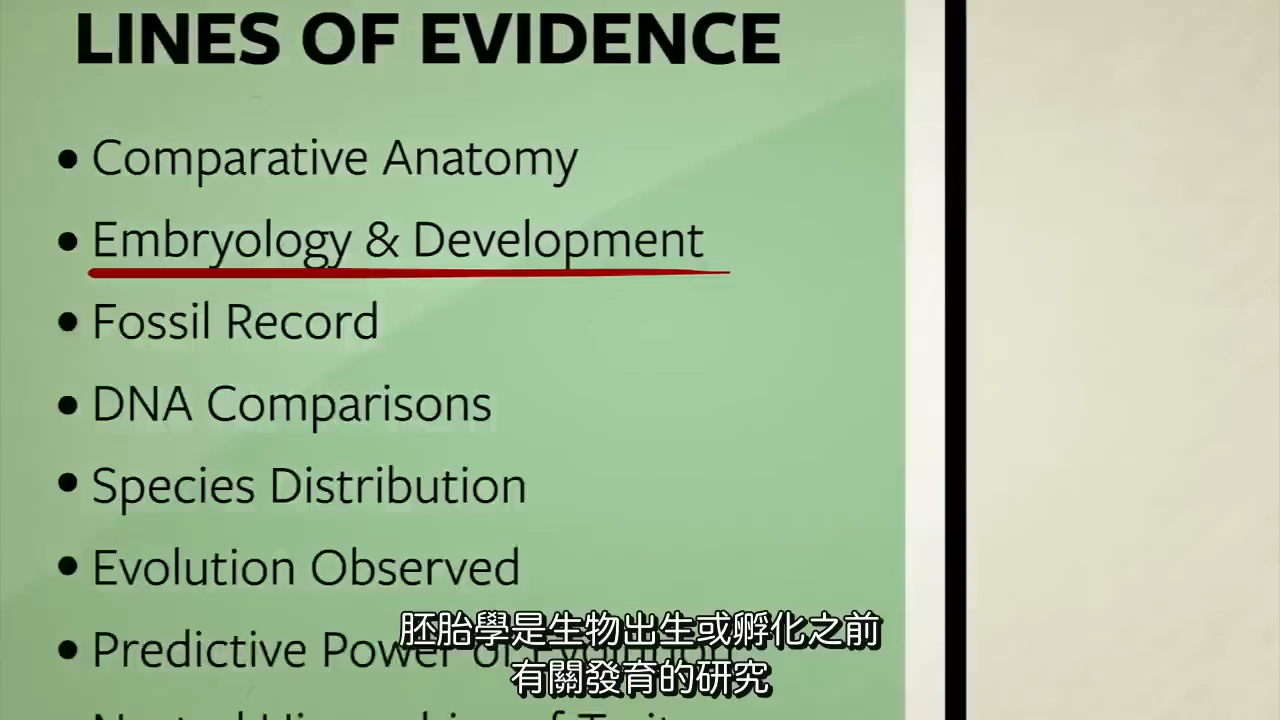 LINES OF EVIDENCE
• Comparative Anatomy
• Embryology & Development
• Fossil Record
• DNA Comparisons
• Species Distribution
• Evolution Observed
• Predictive Power of
胚胎學是生物出生或孵化之前
有關發育的研究